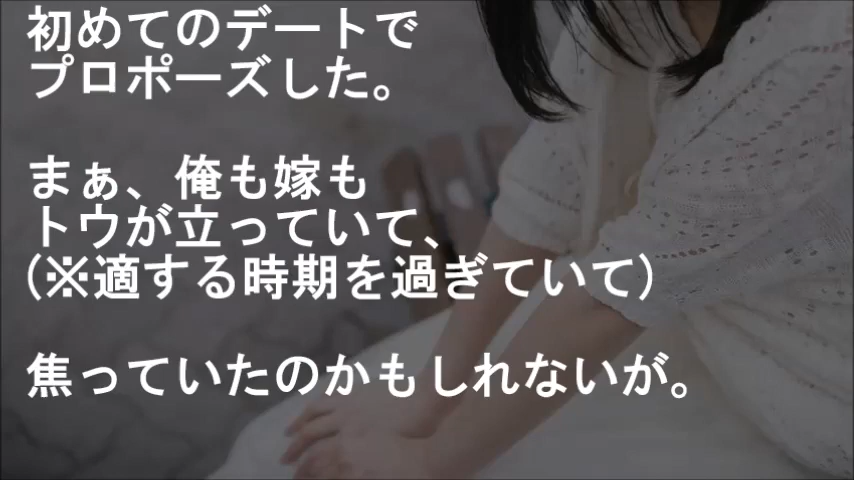 初めてのデートで
プロポーズした。
まぁ、俺も嫁も
トウが立っていて、
(※適する時期を過ぎていて)
焦っていたのかもしれないが。